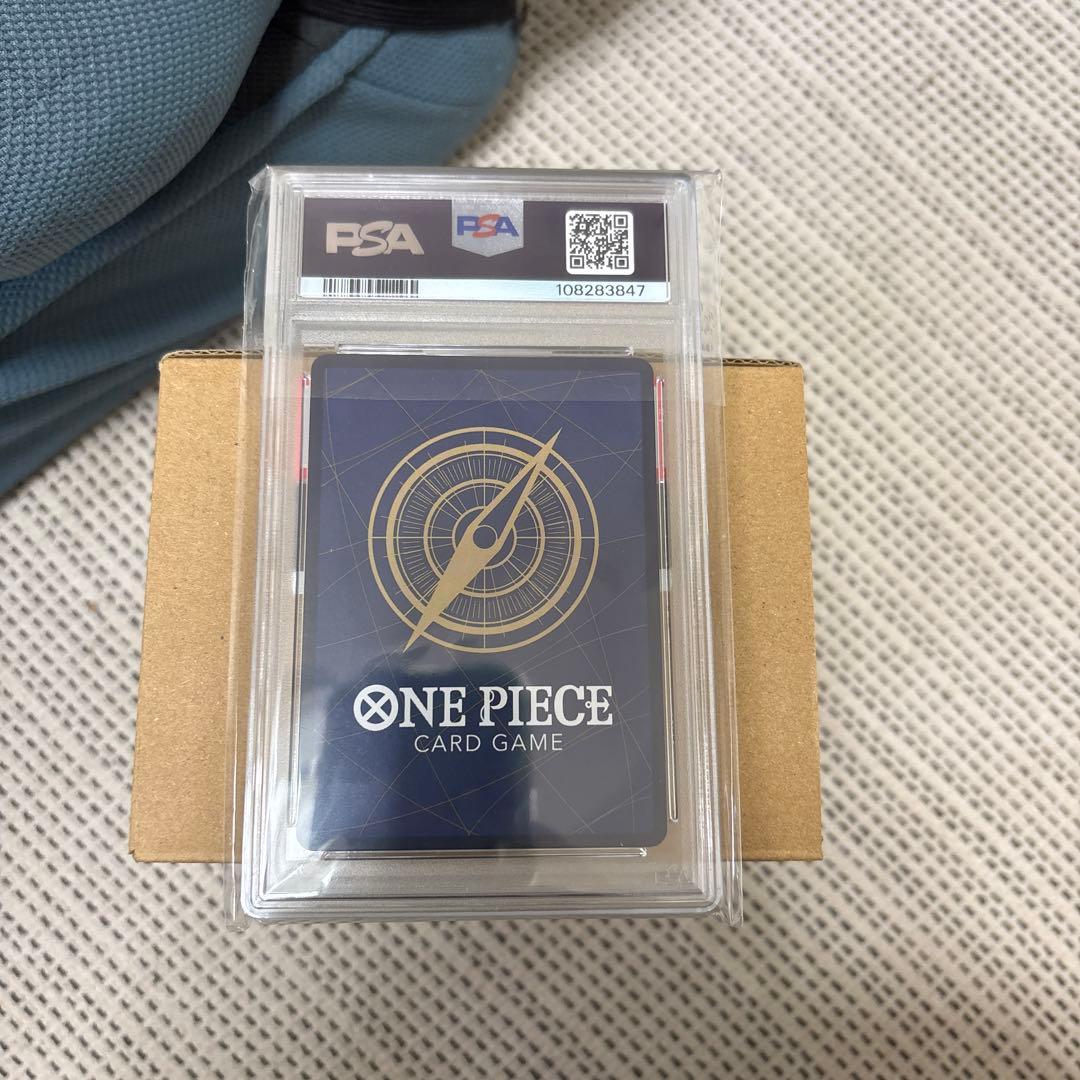 PSA
PSA
108283847
ONE PIECE
CARD GAME